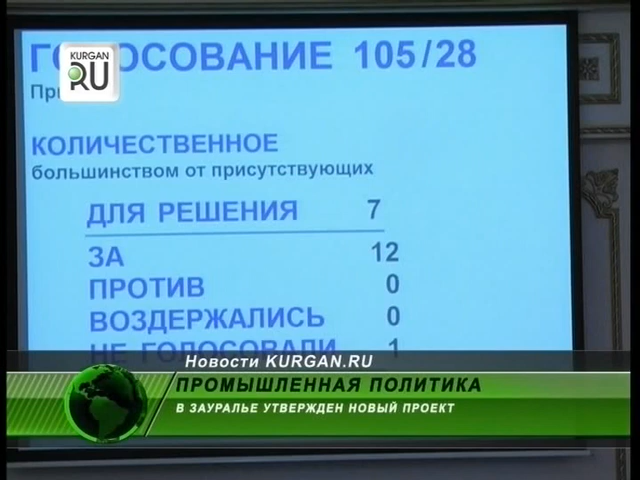 ГОЛОСОВАНИЕ 105/28
KURGAN
RU
КОЛИЧЕСТВЕННОЕ
большинством от присутствующих
ДЛЯ РЕШЕНИЯ 7
ЗА 12
ПРОТИВ 0
ВОЗДЕРЖАЛИСЬ 0
НЕ ГОЛОСОВАЛИ 1
Новости KURGAN.RU
ПРОМЫШЛЕННАЯ ПОЛИТИКА
В ЗАУРАЛЬЕ УТВЕРЖДЕН НОВЫЙ ПРОЕКТ